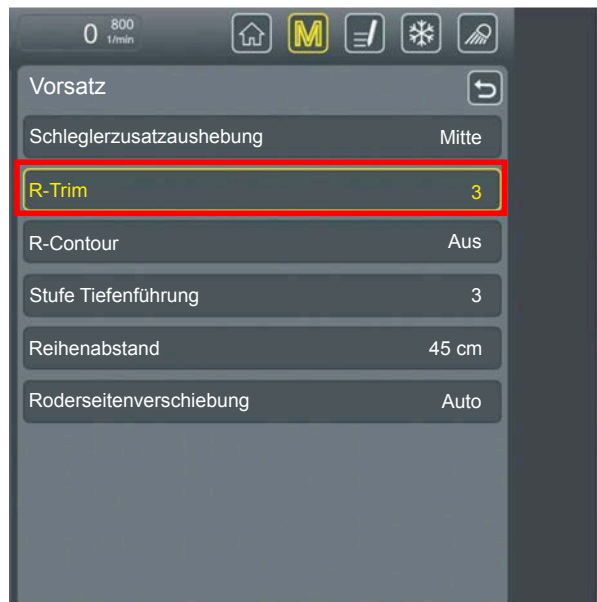 0 800 1/min M
Vorsatz
Schleglerzusatzaushebung Mitte
R-Trim 3
R-Contour Aus
Stufe Tiefenführung 3
Reihenabstand 45 cm
Roderseitenverschiebung Auto